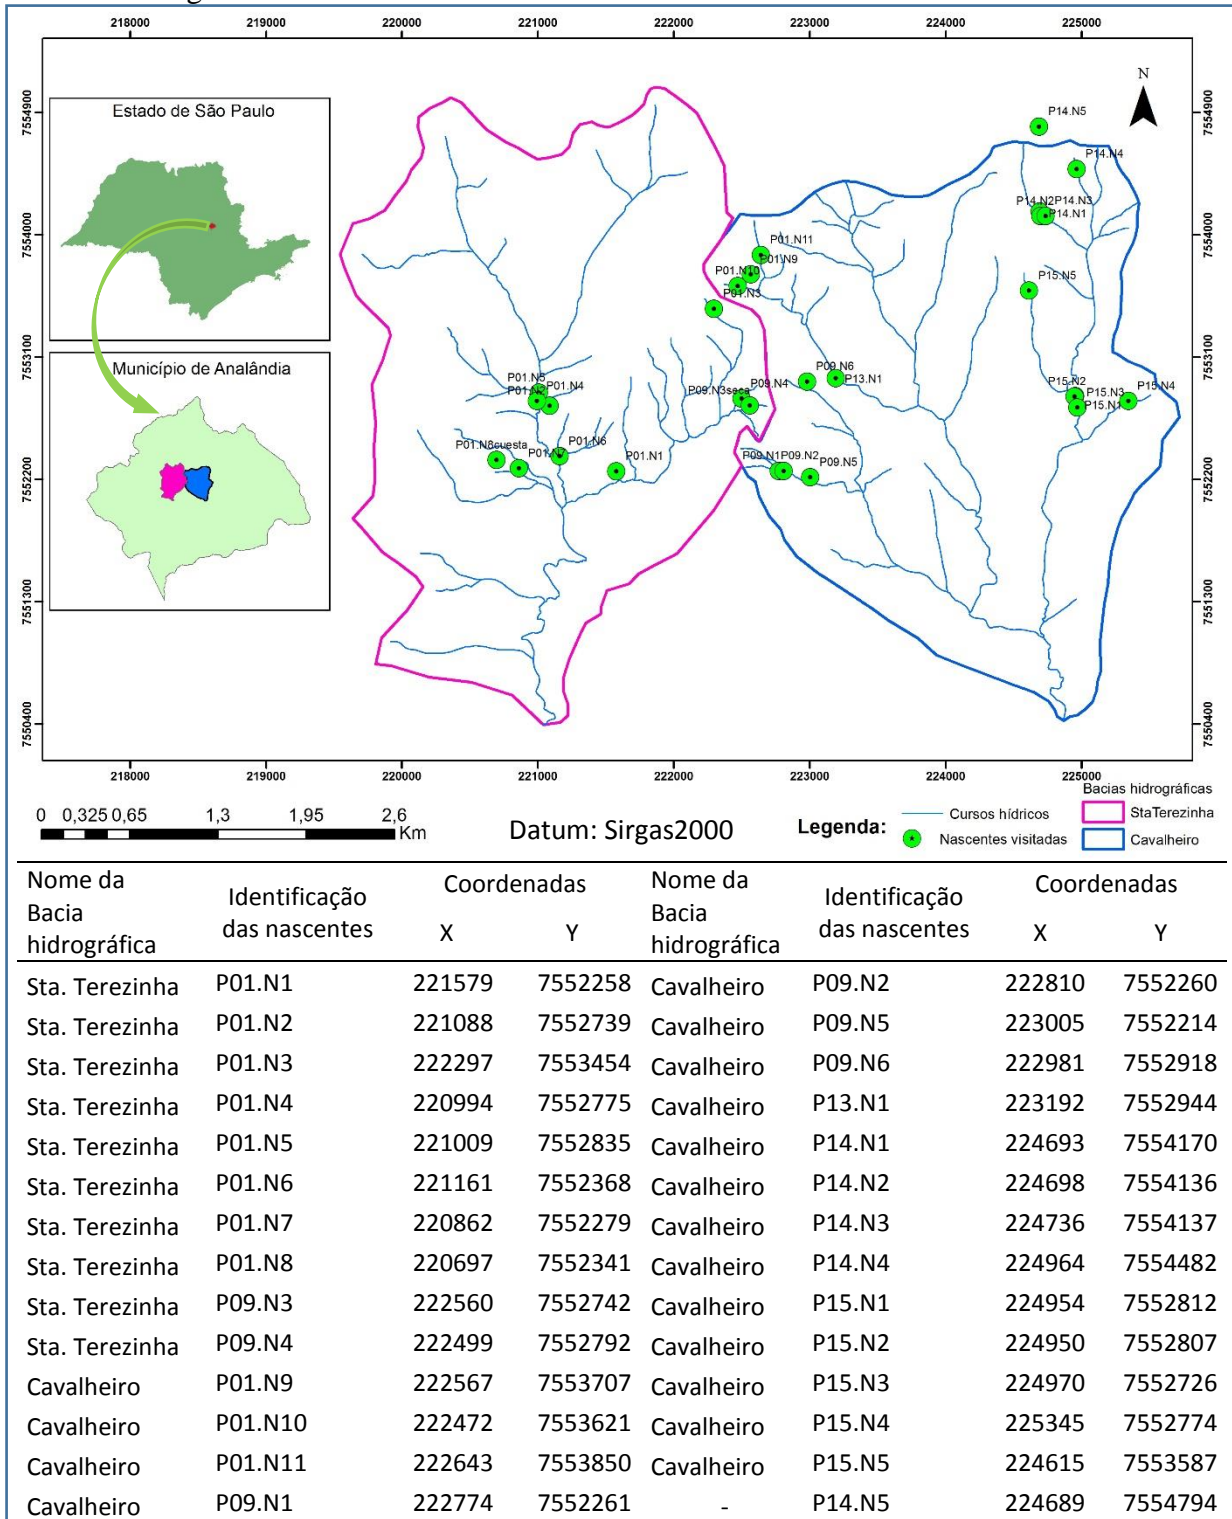 218000 219000 220000 221000 222000 223000 224000 225000
7554900 7554000 7553100 7552200 7551300 7550400
Estado de São Paulo
Município de Analândia
N
P14.N5
P14.N4
P14.N2 P14.N3
P14.N1
P01.N11
P01.N9
P01.N10
P01.N3
P15.N5
P09.N6
P13.N1
P01.N5
P01.N2 P01.N4
P09.N3seca P09.N4
P15.N2
P15.N3 P15.N4
P15.N1
P01.N8cuesta
P01.N7
P01.N6
P01.N1
P09.N1 P09.N2
P09.N5
7554900 7554000 7553100 7552200 7551300 7550400
218000 219000 220000 221000 222000 223000 224000 225000
0 0,325 0,65 1,3 1,95 2,6
Km
Datum: Sirgas2000
Legenda:
Cursos hídricos
Nascentes visitadas
Bacias hidrográficas
StaTerezinha
Cavalheiro
Nome da Bacia hidrográfica Identificação das nascentes Coordenadas X Y Nome da Bacia hidrográfica Identificação das nascentes Coordenadas X Y
Sta. Terezinha P01.N1 221579 7552258 Cavalheiro P09.N2 222810 7552260
Sta. Terezinha P01.N2 221088 7552739 Cavalheiro P09.N5 223005 7552214
Sta. Terezinha P01.N3 222297 7553454 Cavalheiro P09.N6 222981 7552918
Sta. Terezinha P01.N4 220994 7552775 Cavalheiro P13.N1 223192 7552944
Sta. Terezinha P01.N5 221009 7552835 Cavalheiro P14.N1 224693 7554170
Sta. Terezinha P01.N6 221161 7552368 Cavalheiro P14.N2 224698 7554136
Sta. Terezinha P01.N7 220862 7552279 Cavalheiro P14.N3 224736 7554137
Sta. Terezinha P01.N8 220697 7552341 Cavalheiro P14.N4 224964 7554482
Sta. Terezinha P09.N3 222560 7552742 Cavalheiro P15.N1 224954 7552812
Sta. Terezinha P09.N4 222499 7552792 Cavalheiro P15.N2 224950 7552807
Cavalheiro P01.N9 222567 7553707 Cavalheiro P15.N3 224970 7552726
Cavalheiro P01.N10 222472 7553621 Cavalheiro P15.N4 225345 7552774
Cavalheiro P01.N11 222643 7553850 Cavalheiro P15.N5 224615 7553587
Cavalheiro P09.N1 222774 7552261 - P14.N5 224689 7554794